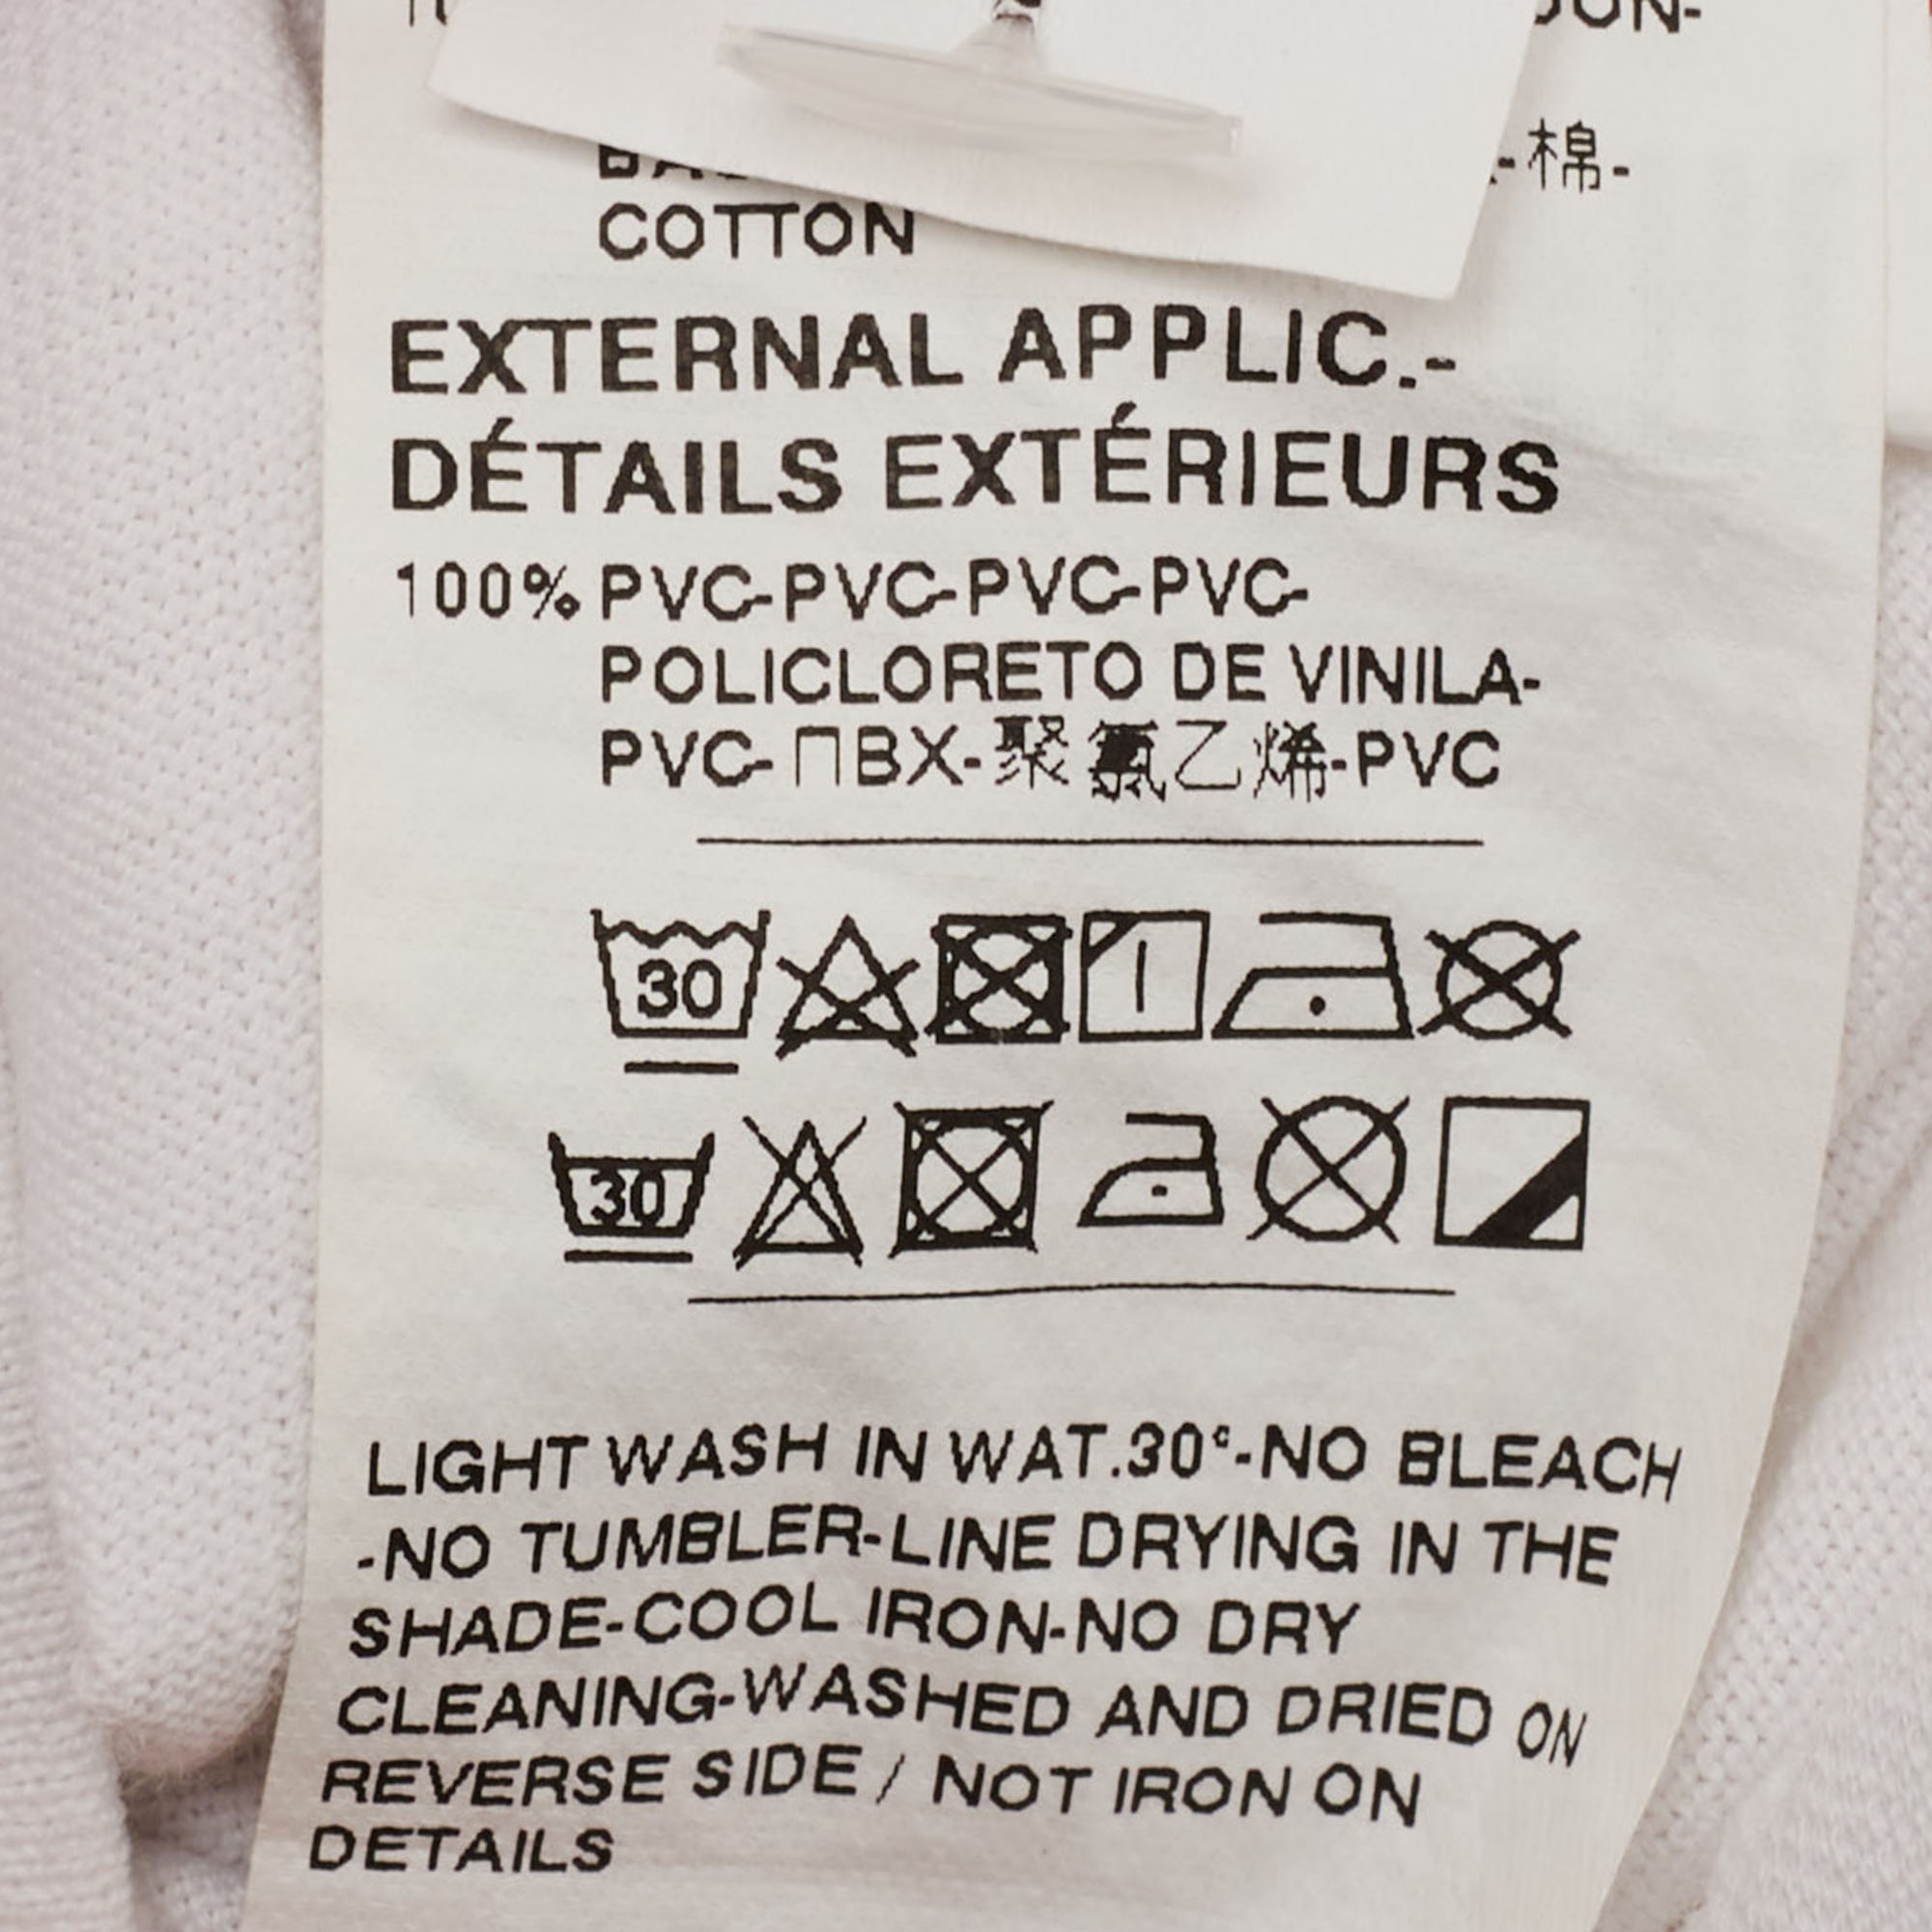 棉-
COTTON
EXTERNAL APPLIC.-
DÉTAILS EXTÉRIEURS
100% PVC-PVC-PVC-PVC-
POLICLORETO DE VINILA-
PVC-ПВХ-聚氯乙烯-PVC
30
30
LIGHT WASH IN WAT.30°-NO BLEACH
-NO TUMBLER-LINE DRYING IN THE
SHADE-COOL IRON-NO DRY
CLEANING-WASHED AND DRIED ON
REVERSE SIDE / NOT IRON ON
DETAILS